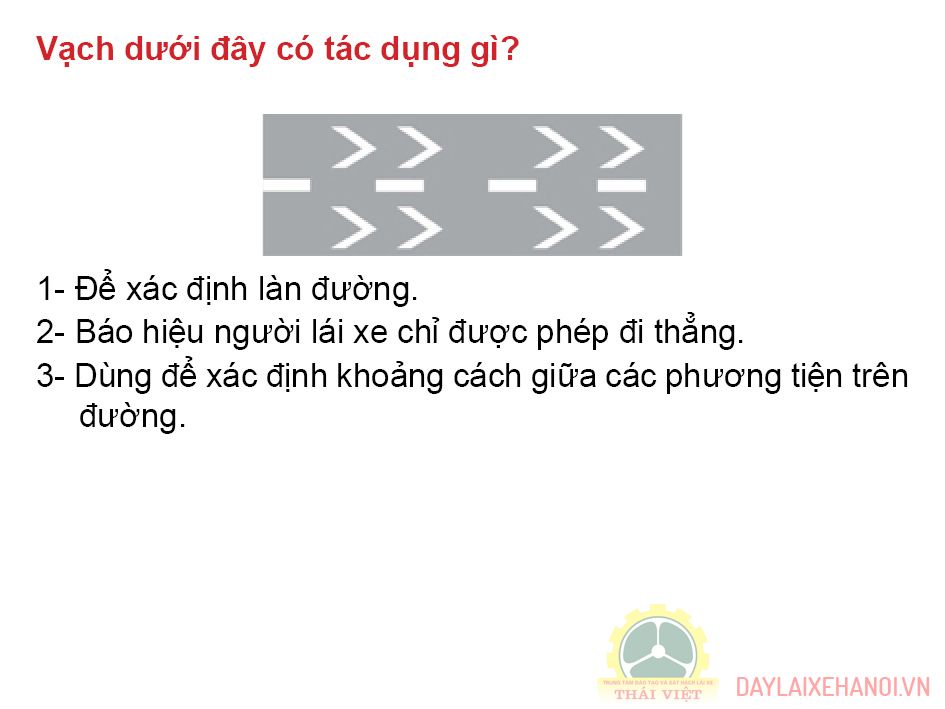 Vạch dưới đây có tác dụng gì?
1- Để xác định làn đường.
2- Báo hiệu người lái xe chỉ được phép đi thẳng.
3- Dùng để xác định khoảng cách giữa các phương tiện trên
đường.
TRUNG TÂM ĐÀO TẠO VÀ SÁT HẠCH LÁI XE
THÁI VIỆT
DAYLAIXEHANOI.VN